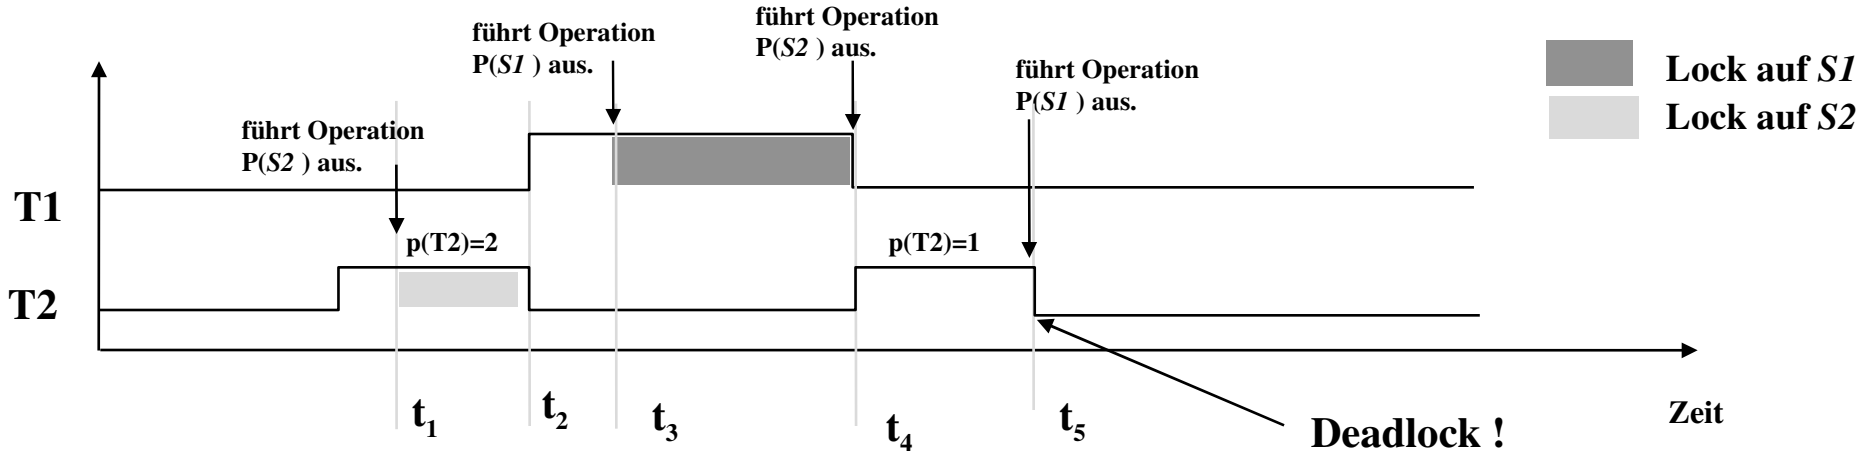 führt Operation
P(S2 ) aus.
führt Operation
P(S1 ) aus.
führt Operation
P(S2 ) aus.
führt Operation
P(S1 ) aus.
Lock auf S1
Lock auf S2
T1
p(T2)=2
p(T2)=1
T2
t1
t2
t3
t4
t5
Zeit
Deadlock !